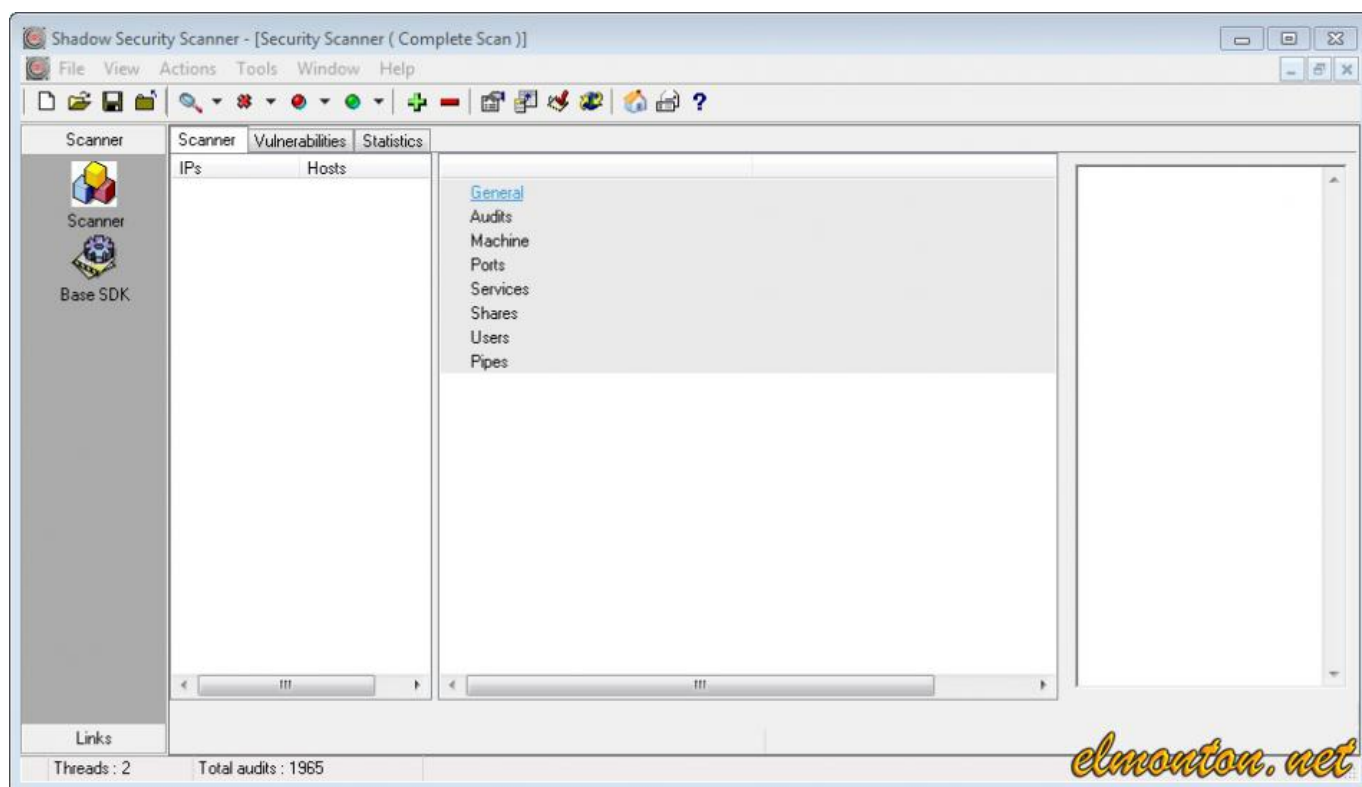 Shadow Security Scanner - [Security Scanner ( Complete Scan )]
File View Actions Tools Window Help
Scanner
Scanner Vulnerabilities Statistics
IPs Hosts
Scanner
Base SDK
General
Audits
Machine
Ports
Services
Shares
Users
Pipes
Links
Threads : 2 Total audits : 1965
elmonton.net